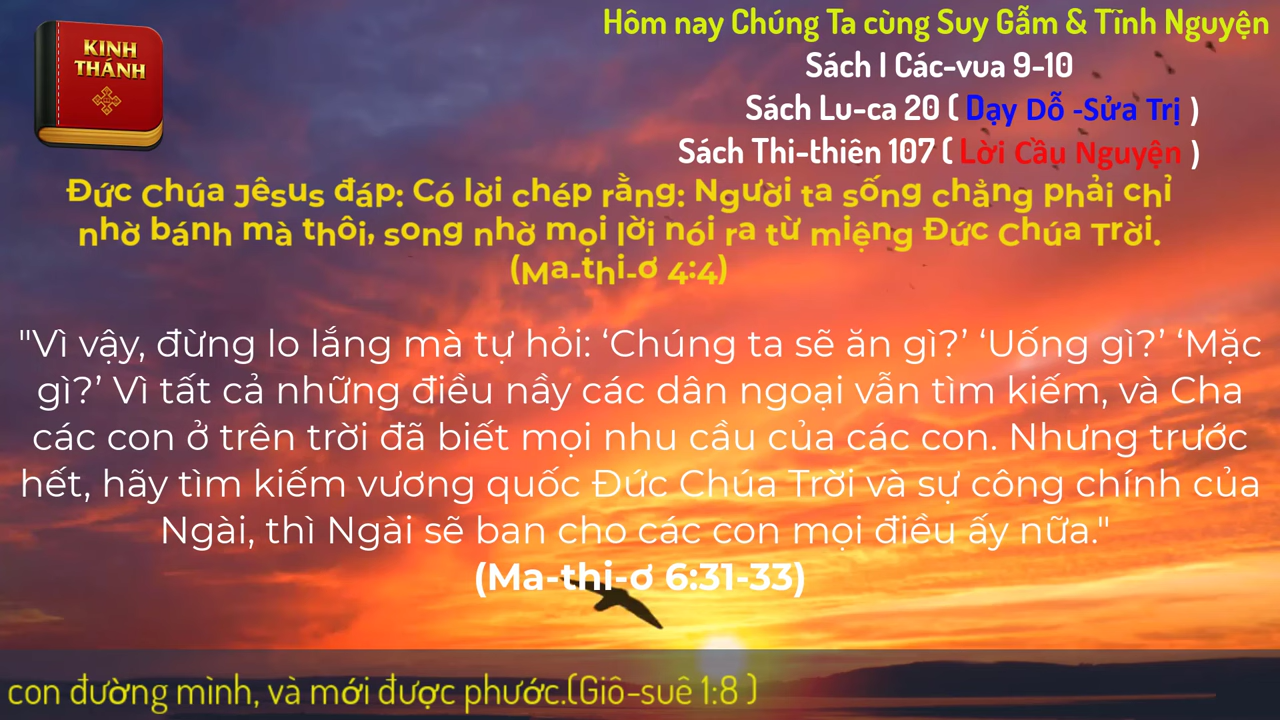 KINH
THÁNH
Hôm nay Chúng Ta cùng Suy Gẫm & Tĩnh Nguyện
Sách I Các-vua 9-10
Sách Lu-ca 20 ( Dạy Dỗ -Sửa Trị )
Sách Thi-thiên 107 ( Lời Cầu Nguyện )
Đức Chúa Jêsus đáp: Có lời chép rằng: Người ta sống chẳng phải chỉ
nhờ bánh mà thôi, song nhờ mọi lời nói ra từ miệng Đức Chúa Trời.
(Ma-thi-ơ 4:4)
"Vì vậy, đừng lo lắng mà tự hỏi: ‘Chúng ta sẽ ăn gì?’ ‘Uống gì?’ ‘Mặc
gì?’ Vì tất cả những điều nầy các dân ngoại vẫn tìm kiếm, và Cha
các con ở trên trời đã biết mọi nhu cầu của các con. Nhưng trước
hết, hãy tìm kiếm vương quốc Đức Chúa Trời và sự công chính của
Ngài, thì Ngài sẽ ban cho các con mọi điều ấy nữa."
(Ma-thi-ơ 6:31-33)
con đường mình, và mới được phước.(Giô-suê 1:8 )